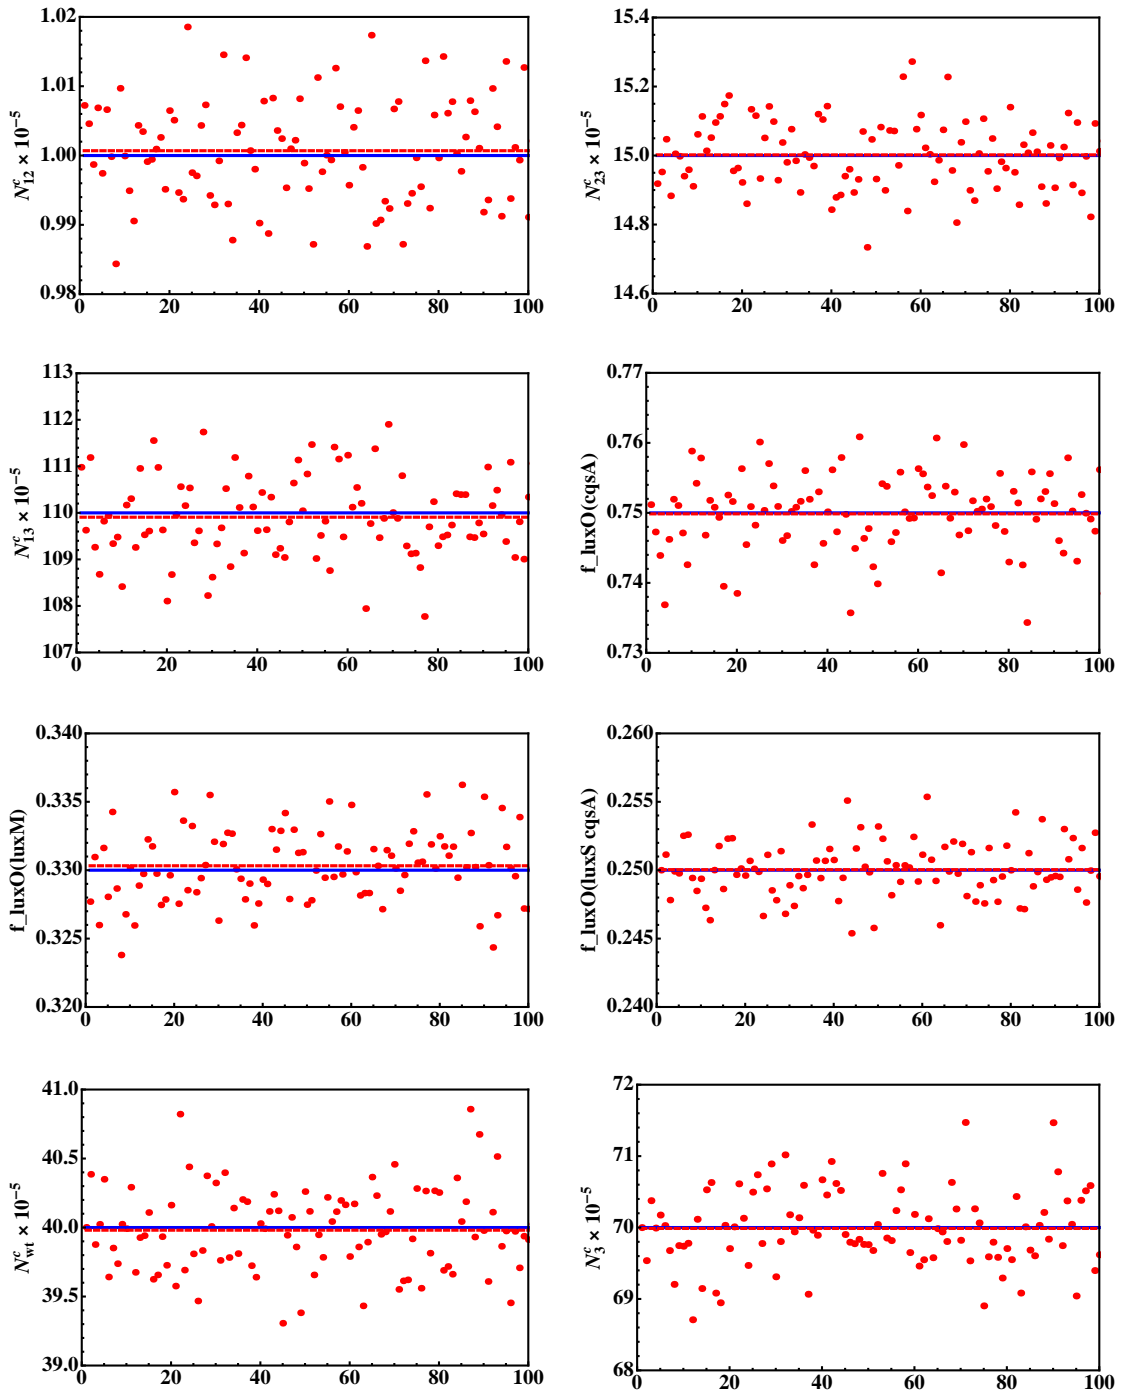 1.02
1.01
1.00
0.99
0.98
N^c_12 × 10^−5
0 20 40 60 80 100
15.4
15.2
15.0
14.8
14.6
N^c_23 × 10^−5
0 20 40 60 80 100
113
112
111
110
109
108
107
N^c_13 × 10^−5
0 20 40 60 80 100
0.77
0.76
0.75
0.74
0.73
f_luxO(cqsA)
0 20 40 60 80 100
0.340
0.335
0.330
0.325
0.320
f_luxO(luxM)
0 20 40 60 80 100
0.260
0.255
0.250
0.245
0.240
f_luxO(luxS cqsA)
0 20 40 60 80 100
41.0
40.5
40.0
39.5
39.0
N^c_wt × 10^−5
0 20 40 60 80 100
72
71
70
69
68
N^c_3 × 10^−5
0 20 40 60 80 100